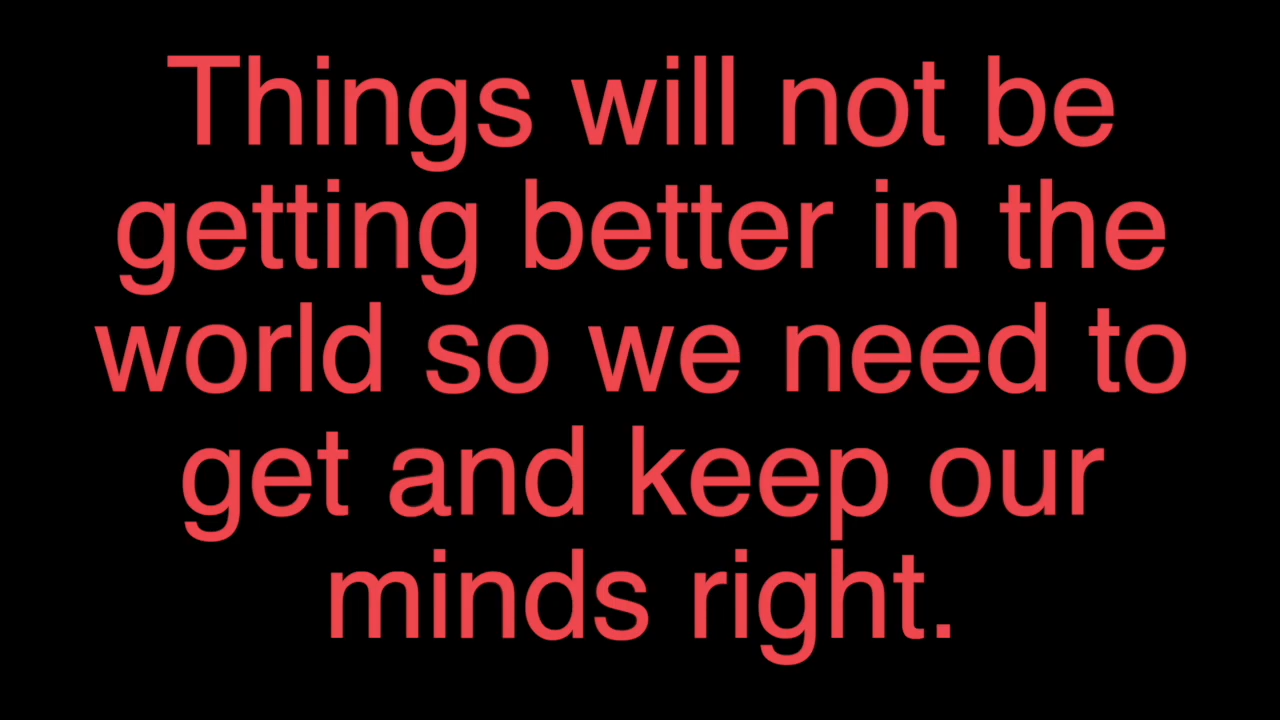 Things will not be
getting better in the
world so we need to
get and keep our
minds right.